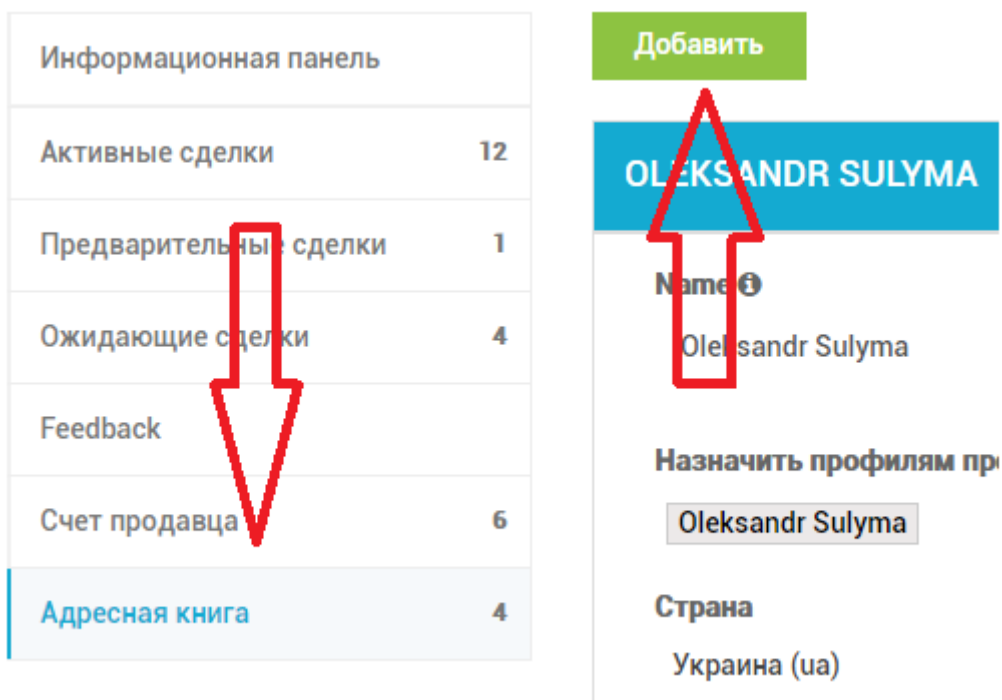 Информационная панель
Активные сделки 12
Предварительные сделки 1
Ожидающие сделки 4
Feedback
Счет продавца 6
Адресная книга 4
Добавить
OLEKSANDR SULYMA
Name
Oleksandr Sulyma
Назначить профилям пр
Oleksandr Sulyma
Страна
Украина (ua)